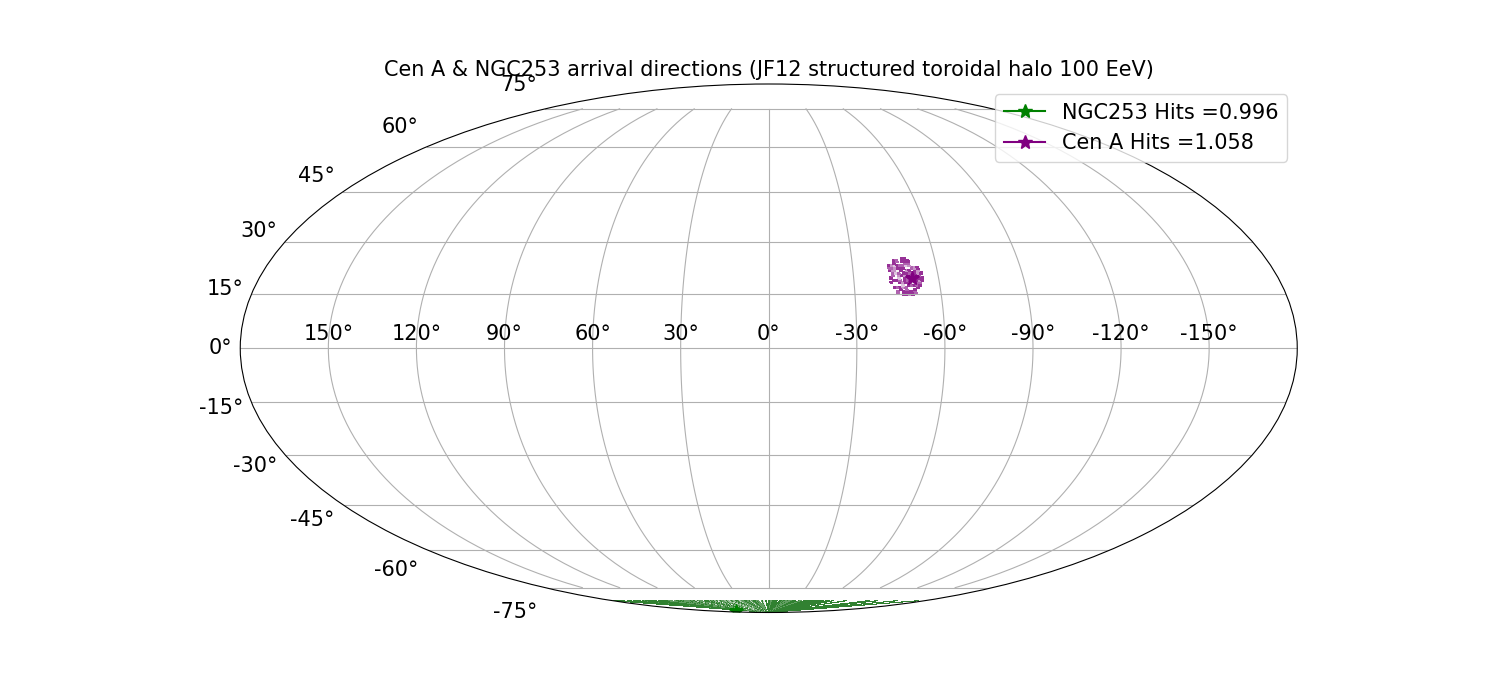 Cen A & NGC253 arrival directions (JF12 structured toroidal halo 100 EeV)
75°
NGC253 Hits =0.996
60°
Cen A Hits =1.058
45°
30°
15°
150° 120° 90° 60° 30° 0° -30° -60° -90° -120° -150°
0°
-15°
-30°
-45°
-60°
-75°